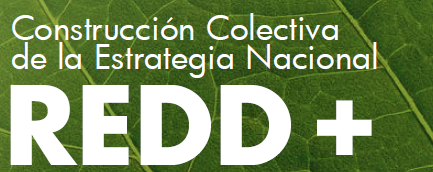 Construcción Colectiva
de la Estrategia Nacional
REDD +